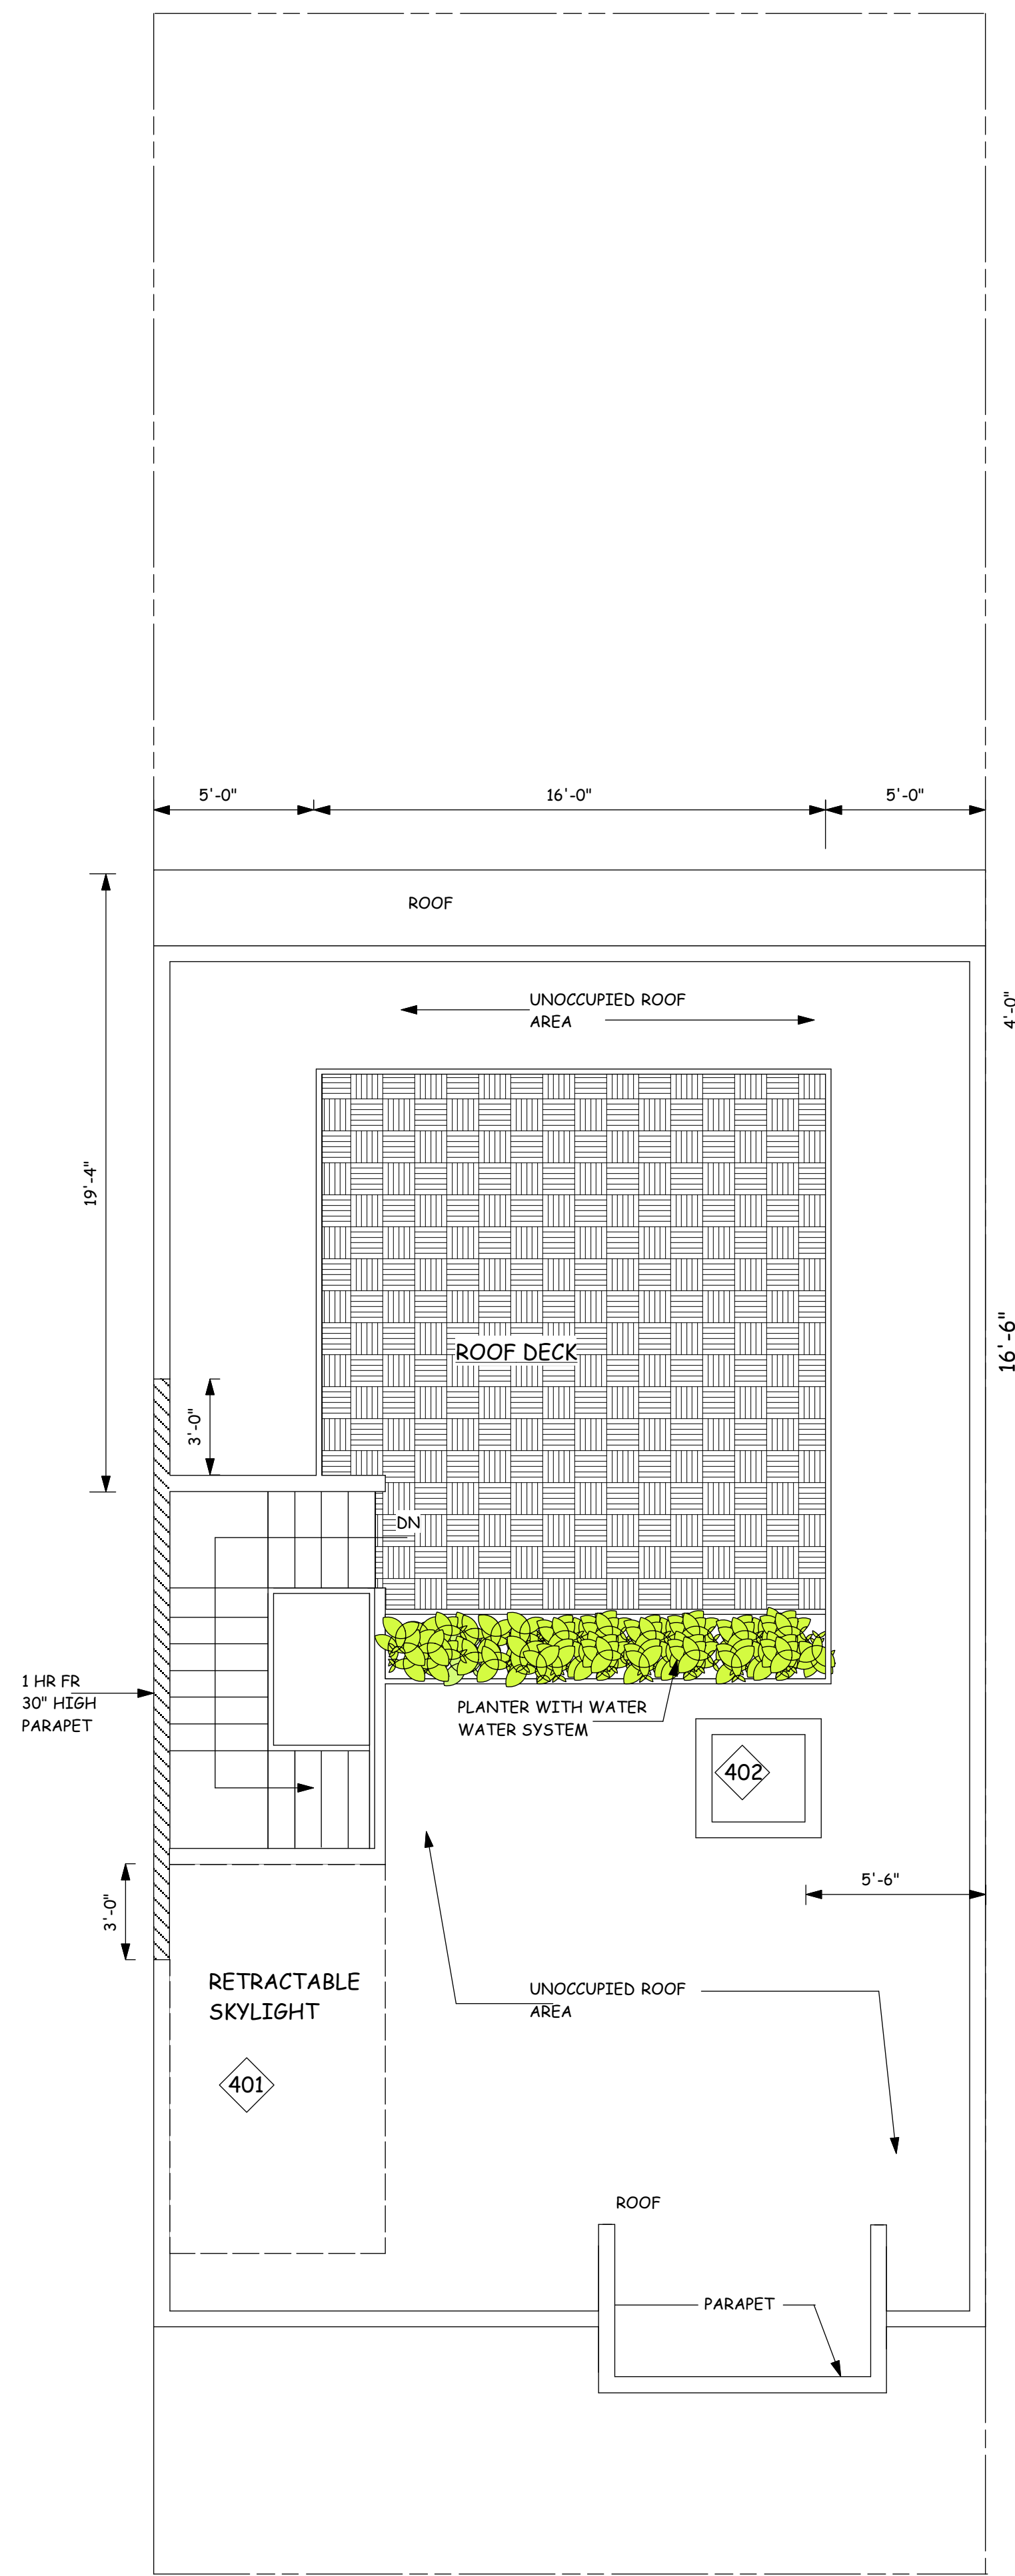 5'-0"
16'-0"
5'-0"
ROOF
UNOCCUPIED ROOF
AREA
4'-0"
19'-4"
16'-6"
ROOF DECK
3'-0"
DN
1 HR FR
30" HIGH
PARAPET
PLANTER WITH WATER
WATER SYSTEM
402
5'-6"
3'-0"
RETRACTABLE
SKYLIGHT
UNOCCUPIED ROOF
AREA
401
ROOF
PARAPET